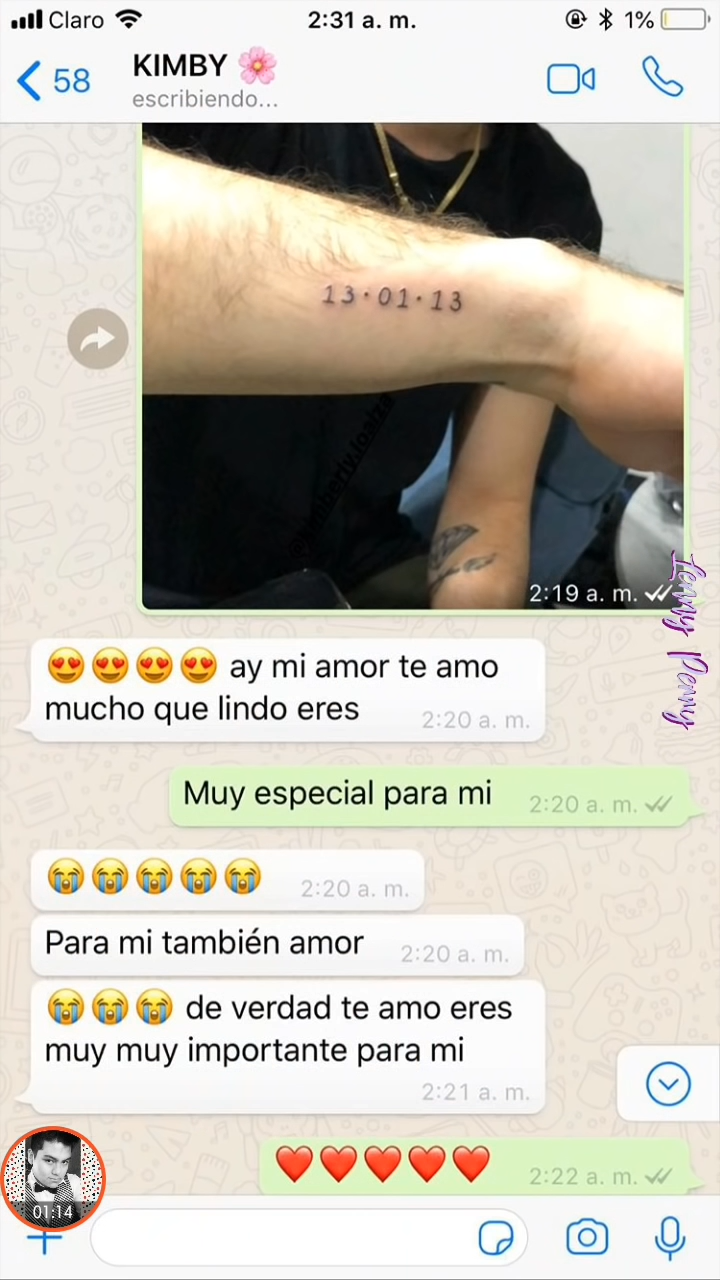 Claro 2:31 a. m. 1%
58 KIMBY 🌸
escribiendo...
13·01·13
@kimberly.loaiza
2:19 a. m.
Lenny Penny
😍😍😍😍 ay mi amor te amo
mucho que lindo eres 2:20 a. m.
Muy especial para mi 2:20 a. m.
😭😭😭😭😭 2:20 a. m.
Para mi también amor 2:20 a. m.
😭😭😭 de verdad te amo eres
muy muy importante para mi
2:21 a. m.
❤️❤️❤️❤️❤️ 2:22 a. m.
01:14